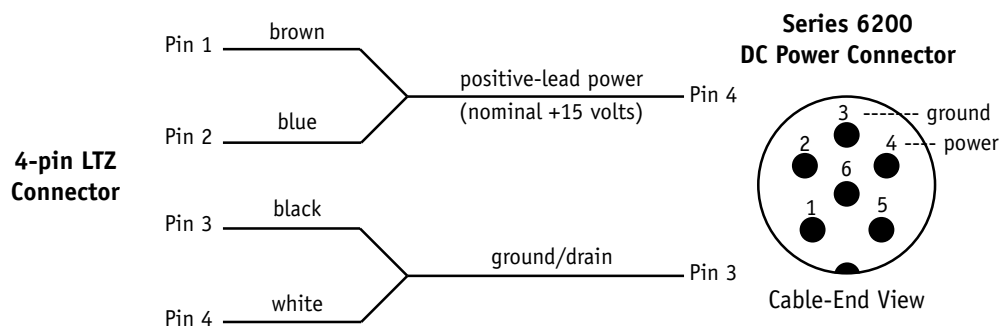 4-pin LTZ
Connector
Pin 1
brown
Pin 2
blue
positive-lead power
(nominal +15 volts)
Pin 4
Pin 3
black
Pin 4
white
ground/drain
Pin 3
Series 6200
DC Power Connector
3
ground
2
4
power
6
1
5
Cable-End View